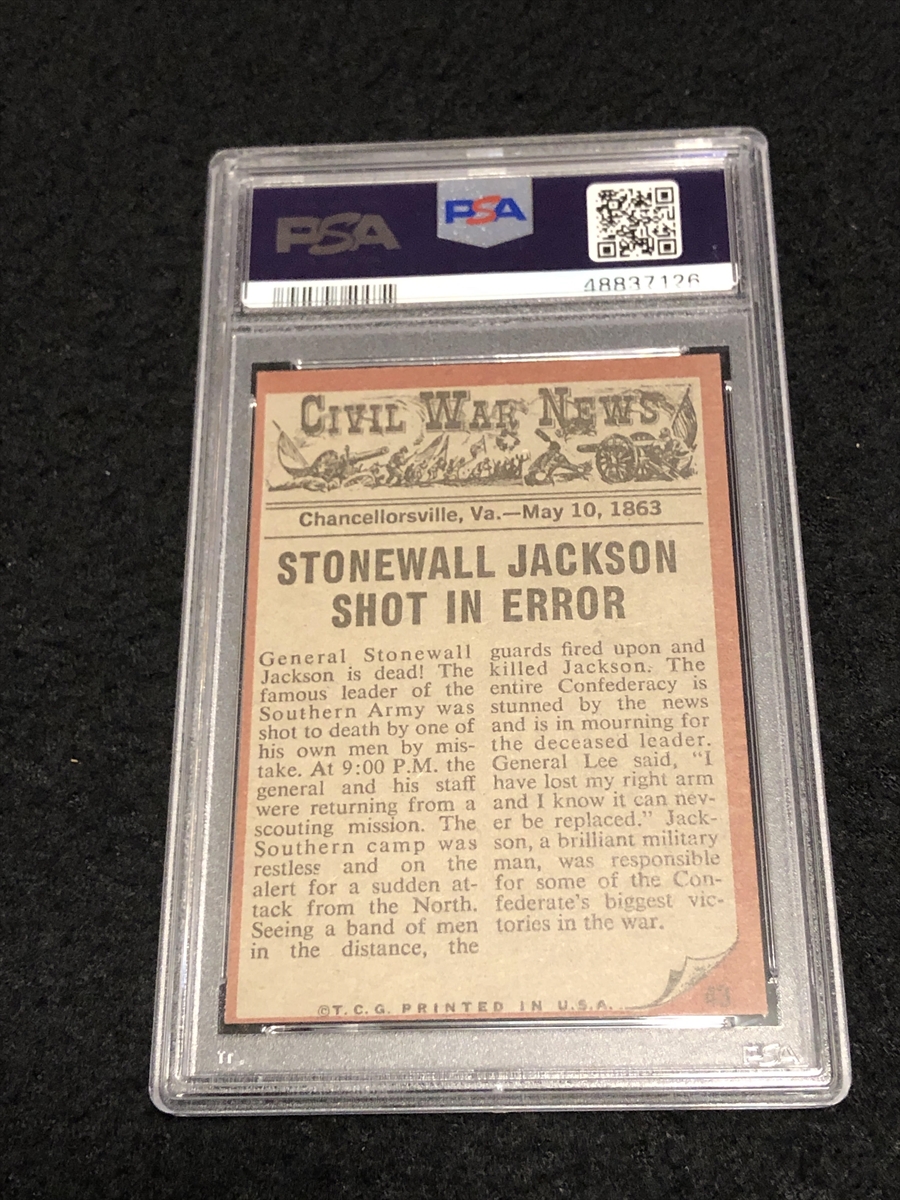 PSA
PSA
48837126
CIVIL WAR NEWS
Chancellorsville, Va.—May 10, 1863
STONEWALL JACKSON
SHOT IN ERROR
General Stonewall
Jackson is dead! The
famous leader of the
Southern Army was
shot to death by one of
his own men by mis-
take. At 9:00 P.M. the
general and his staff
were returning from a
scouting mission. The
Southern camp was
restless and on the
alert for a sudden at-
tack from the North.
Seeing a band of men
in the distance, the
guards fired upon and
killed Jackson. The
entire Confederacy is
stunned by the news
and is in mourning for
the deceased leader.
General Lee said, “I
have lost my right arm
and I know it can nev-
er be replaced.” Jack-
son, a brilliant military
man, was responsible
for some of the Con-
federate's biggest vic-
tories in the war.
©T.C.G. PRINTED IN U.S.A.
PSA